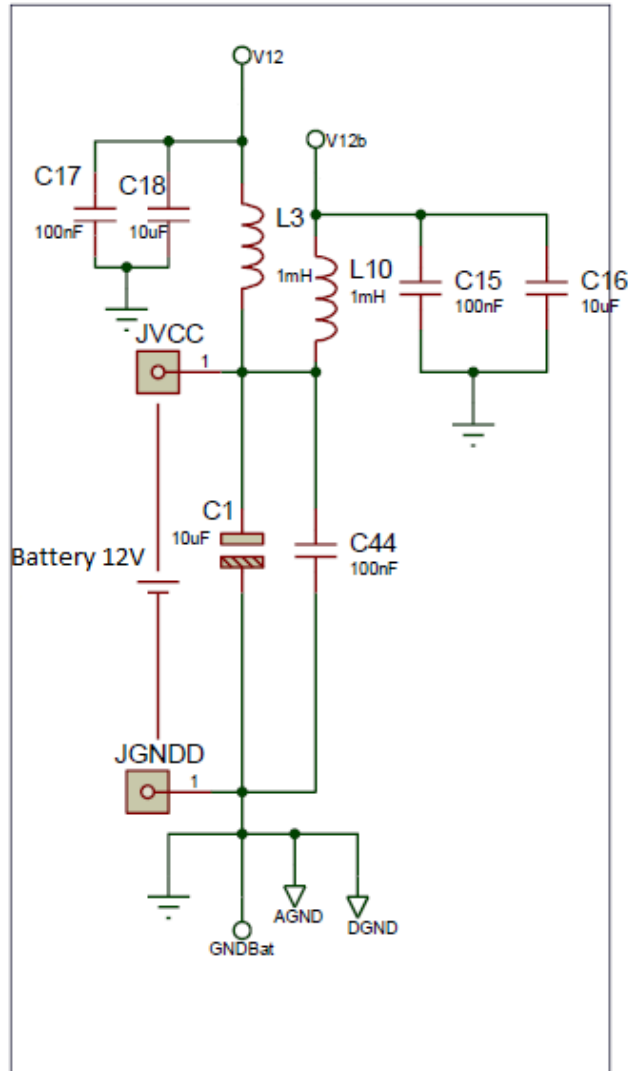 V12
V12b
C17
100nF
C18
10uF
L3
1mH
L10
1mH
C15
100nF
C16
10uF
JVCC
1
C1
10uF
C44
100nF
Battery 12V
JGNDD
1
AGND
DGND
GNDBat